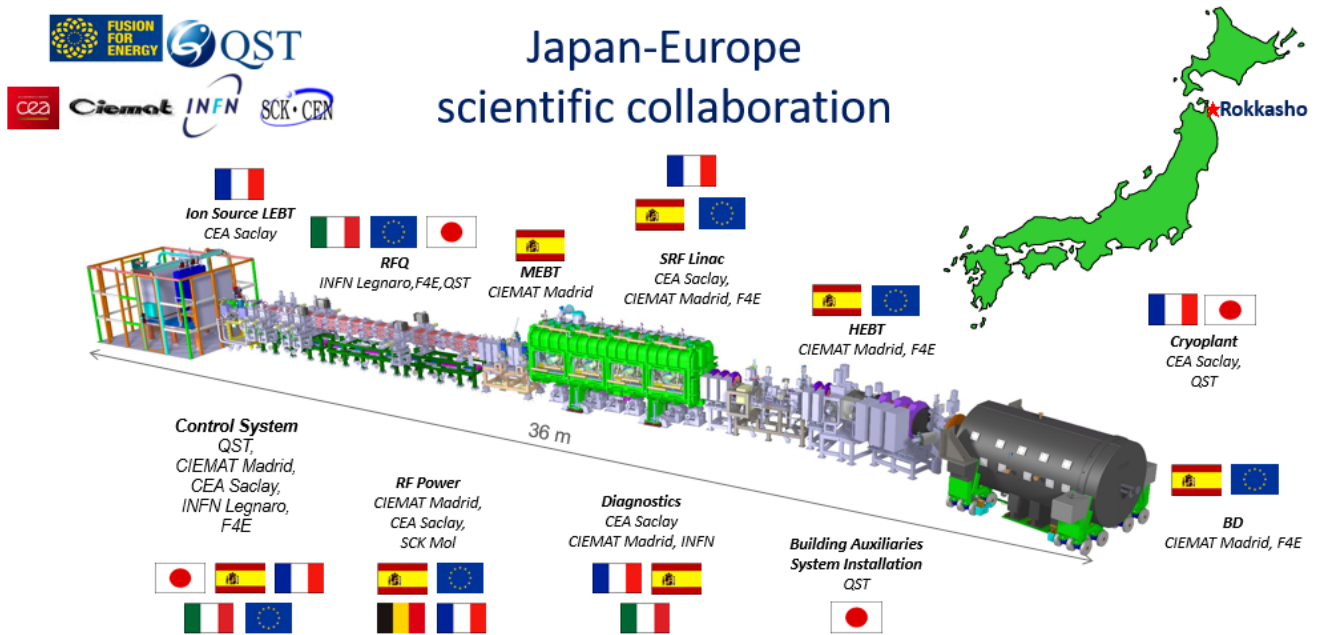 FUSION
FOR
ENERGY
QST
cea
Ciemat
INFN
SCK•CEN
Japan-Europe
scientific collaboration
Rokkasho
Ion Source LEBT
CEA Saclay
RFQ
INFN Legnaro,F4E,QST
MEBT
CIEMAT Madrid
SRF Linac
CEA Saclay,
CIEMAT Madrid, F4E
HEBT
CIEMAT Madrid, F4E
Cryoplant
CEA Saclay,
QST
36 m
Control System
QST,
CIEMAT Madrid,
CEA Saclay,
INFN Legnaro,
F4E
RF Power
CIEMAT Madrid,
CEA Saclay,
SCK Mol
Diagnostics
CEA Saclay
CIEMAT Madrid, INFN
Building Auxiliaries
System Installation
QST
BD
CIEMAT Madrid, F4E